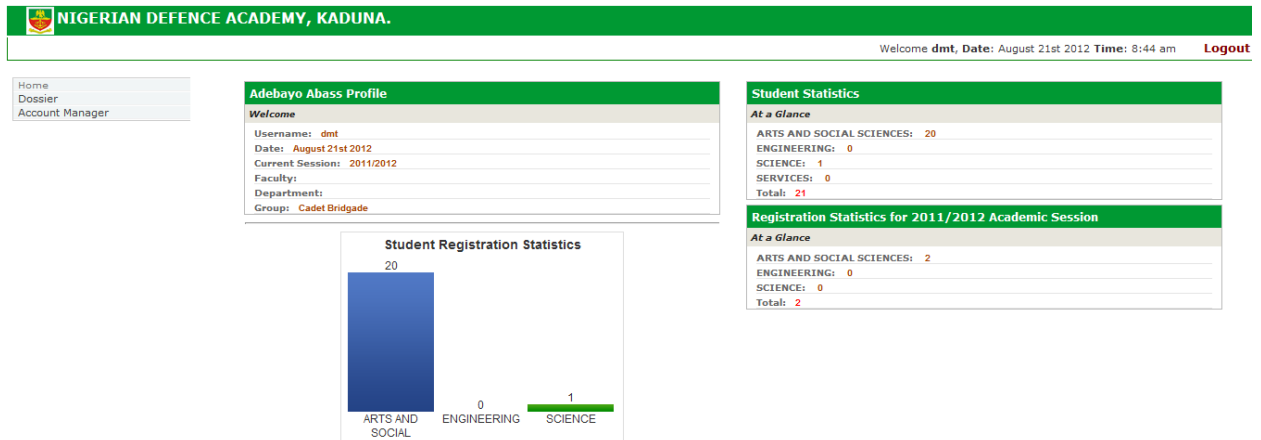 NIGERIAN DEFENCE ACADEMY, KADUNA.
Welcome dmt, Date: August 21st 2012 Time: 8:44 am Logout
Home
Dossier
Account Manager
Adebayo Abass Profile
Welcome
Username: dmt
Date: August 21st 2012
Current Session: 2011/2012
Faculty:
Department:
Group: Cadet Bridgade
Student Registration Statistics
20
0
1
ARTS AND
SOCIAL
ENGINEERING
SCIENCE
Student Statistics
At a Glance
ARTS AND SOCIAL SCIENCES: 20
ENGINEERING: 0
SCIENCE: 1
SERVICES: 0
Total: 21
Registration Statistics for 2011/2012 Academic Session
At a Glance
ARTS AND SOCIAL SCIENCES: 2
ENGINEERING: 0
SCIENCE: 0
Total: 2